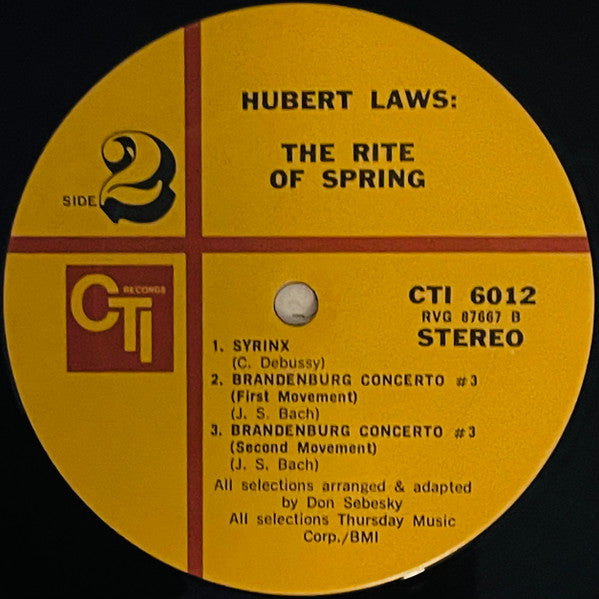 HUBERT LAWS:
THE RITE
OF SPRING
SIDE 2
CTI RECORDS
CTI 6012
RVG 87667 B
STEREO
1. SYRINX
(C. Debussy)
2. BRANDENBURG CONCERTO #3
(First Movement)
(J. S. Bach)
3. BRANDENBURG CONCERTO #3
(Second Movement)
(J. S. Bach)
All selections arranged & adapted
by Don Sebesky
All selections Thursday Music
Corp./BMI